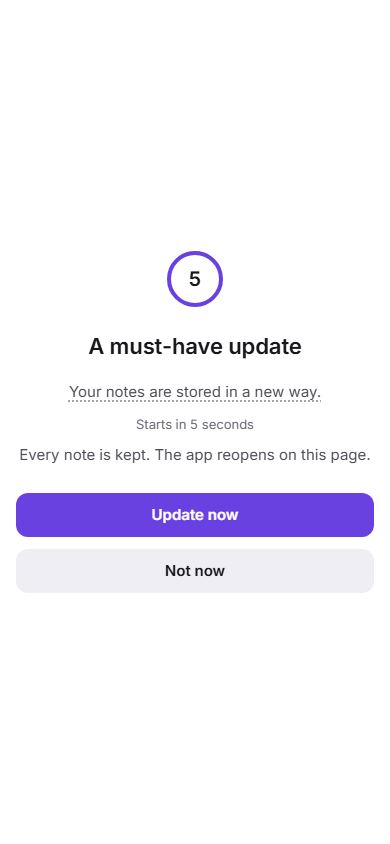 5
A must-have update
Your notes are stored in a new way.
Starts in 5 seconds
Every note is kept. The app reopens on this page.
Update now
Not now